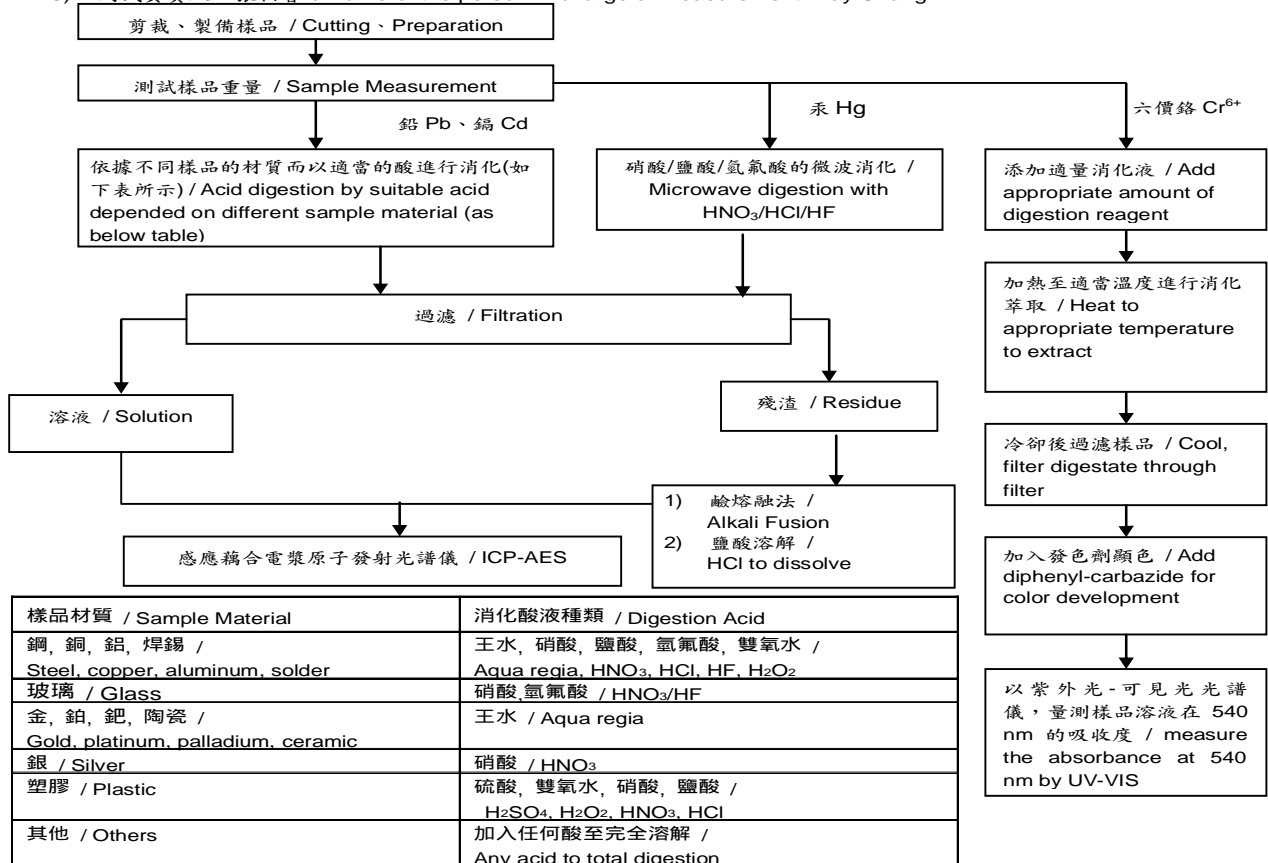 剪裁、製備樣品 / Cutting、Preparation
測試樣品重量 / Sample Measurement
鉛 Pb、鎘 Cd
汞 Hg
六價鉻 Cr6+
依據不同樣品的材質而以適當的酸進行消化(如
下表所示) / Acid digestion by suitable acid
depended on different sample material (as
below table)
硝酸/鹽酸/氫氟酸的微波消化 /
Microwave digestion with
HNO3/HCl/HF
添加適量消化液 / Add
appropriate amount of
digestion reagent
加熱至適當溫度進行消化
萃取 / Heat to
appropriate temperature
to extract
過濾 / Filtration
溶液 / Solution
殘渣 / Residue
冷卻後過濾樣品 / Cool,
filter digestate through
filter
1) 鹼熔融法 /
Alkali Fusion
2) 鹽酸溶解 /
HCl to dissolve
感應藕合電漿原子發射光譜儀 / ICP-AES
加入發色劑顯色 / Add
diphenyl-carbazide for
color development
以紫外光-可見光光譜
儀，量測樣品溶液在 540
nm 的吸收度 / measure
the absorbance at 540
nm by UV-VIS
樣品材質 / Sample Material
消化酸液種類 / Digestion Acid
鋼, 銅, 鋁, 焊錫 /
Steel, copper, aluminum, solder
王水, 硝酸, 鹽酸, 氫氟酸, 雙氧水 /
Aqua regia, HNO3, HCl, HF, H2O2
玻璃 / Glass
硝酸,氫氟酸 / HNO3/HF
金, 鉑, 鈀, 陶瓷 /
Gold, platinum, palladium, ceramic
王水 / Aqua regia
銀 / Silver
硝酸 / HNO3
塑膠 / Plastic
硫酸, 雙氧水, 硝酸, 鹽酸 /
H2SO4, H2O2, HNO3, HCl
其他 / Others
加入任何酸至完全溶解 /
Any acid to total digestion